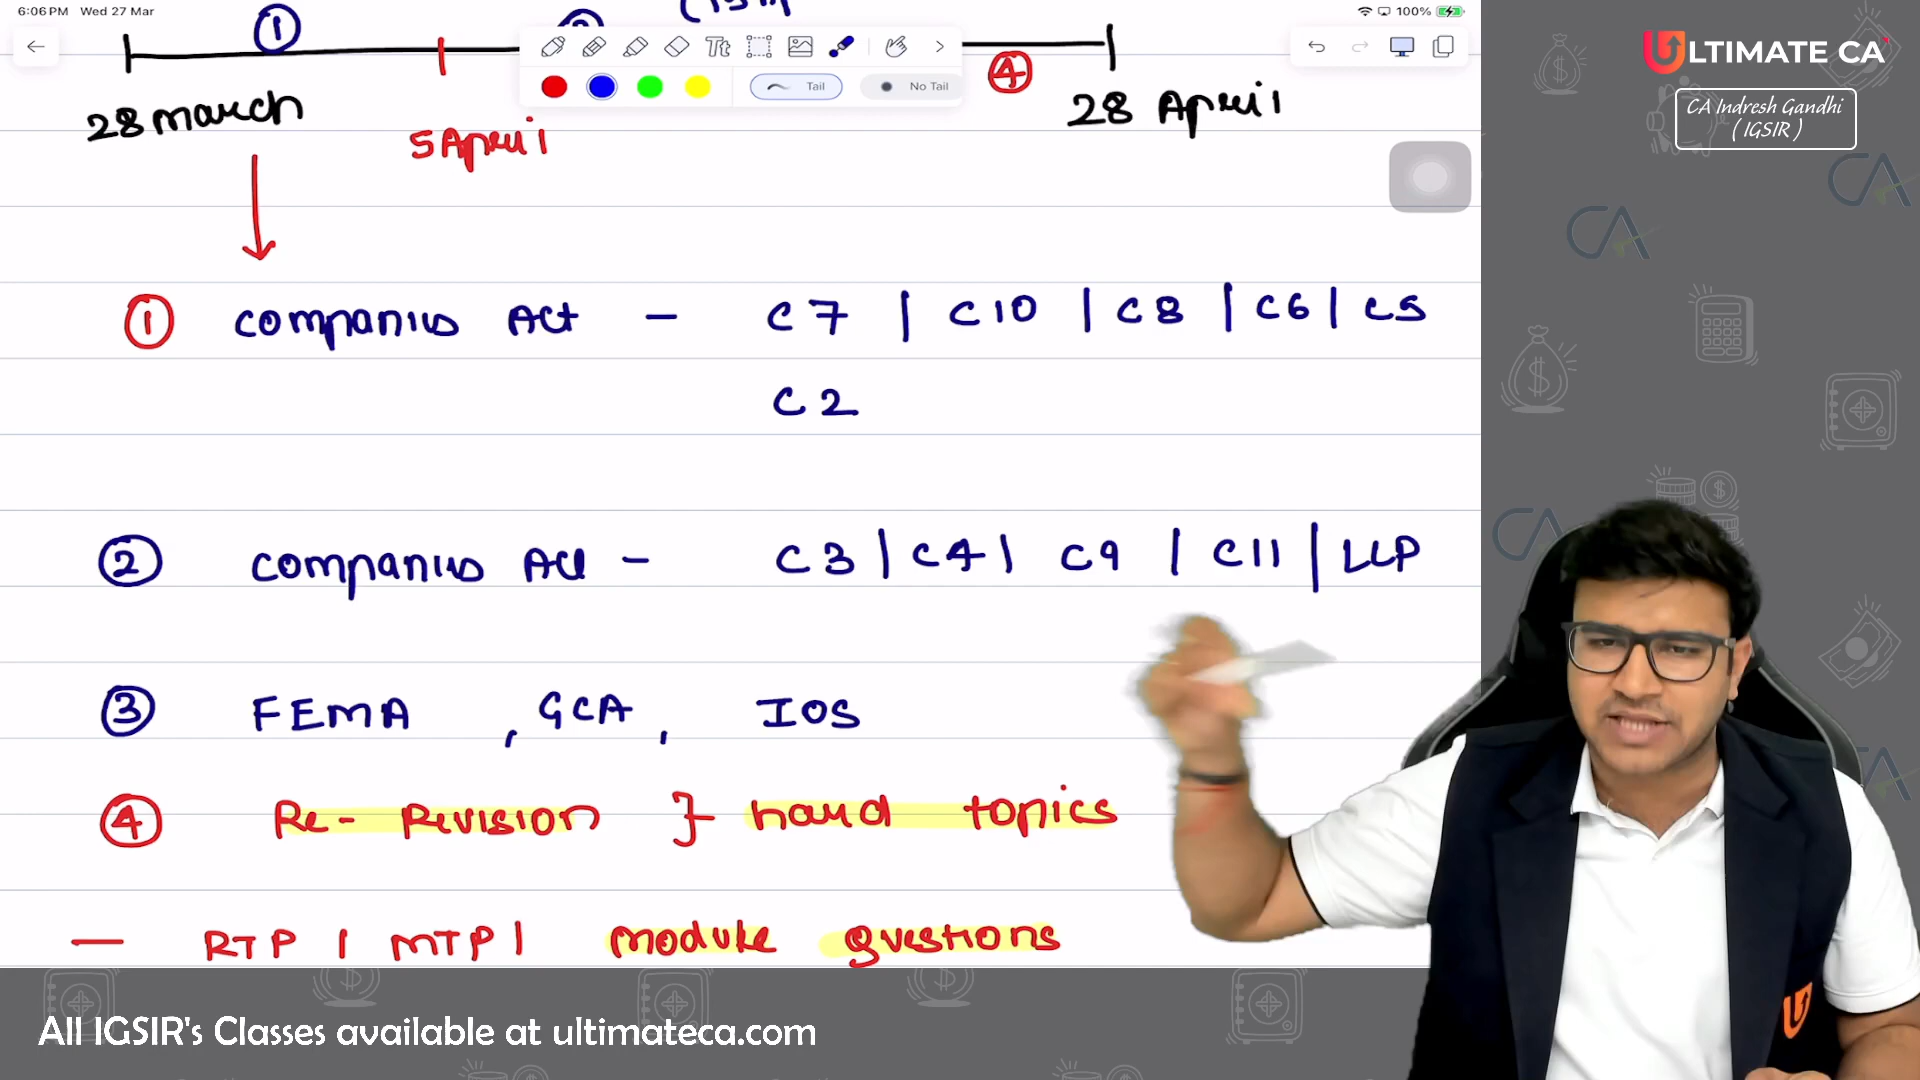 6:06 PM Wed 27 Mar
100%
①
④
Tt
Tail
No Tail
28 march
5 April
28 April
① Companies Act - C7 | C10 | C8 | C6 | C5
C2
② Companies Act - C3 | C4 | C9 | C11 | LLP
③ FEMA , GCA , IOS
④ Re- Revision } hard topics
— RTP | MTP | module questions
ULTIMATE CA
CA Indresh Gandhi
( IGSIR )
All IGSIR's Classes available at ultimateca.com